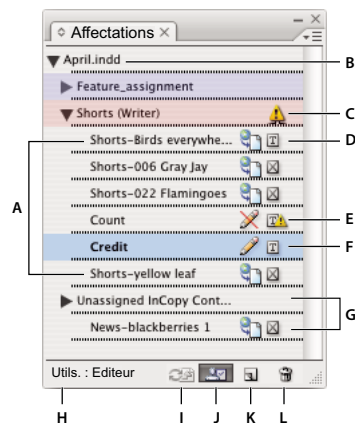 Affectations
April.indd
B
Feature_assignment
Shorts (Writer)
C
Shorts-Birds everywhe...
D
Shorts-006 Gray Jay
A
Shorts-022 Flamingoes
Count
E
Credit
F
Shorts-yellow leaf
Unassigned InCopy Cont...
G
News-blackberries 1
Utils. : Editeur
H I J K L